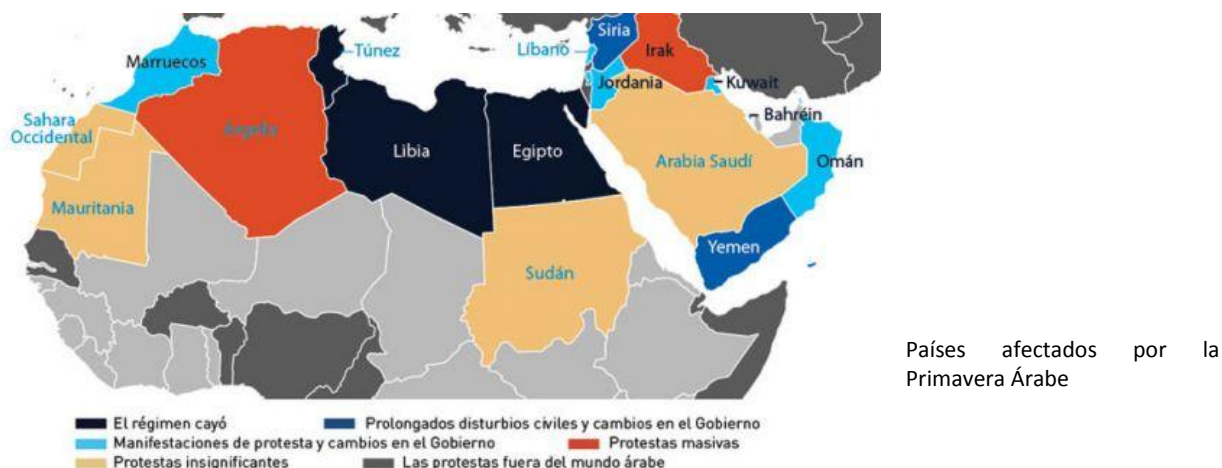 Siria
Túnez
Líbano
Irak
Marruecos
Jordania
Kuwait
Bahréin
Sahara
Occidental
Argelia
Libia
Egipto
Arabia Saudí
Omán
Mauritania
Yemen
Sudán
Países afectados por la
Primavera Árabe
El régimen cayó
Prolongados disturbios civiles y cambios en el Gobierno
Manifestaciones de protesta y cambios en el Gobierno
Protestas masivas
Protestas insignificantes
Las protestas fuera del mundo árabe